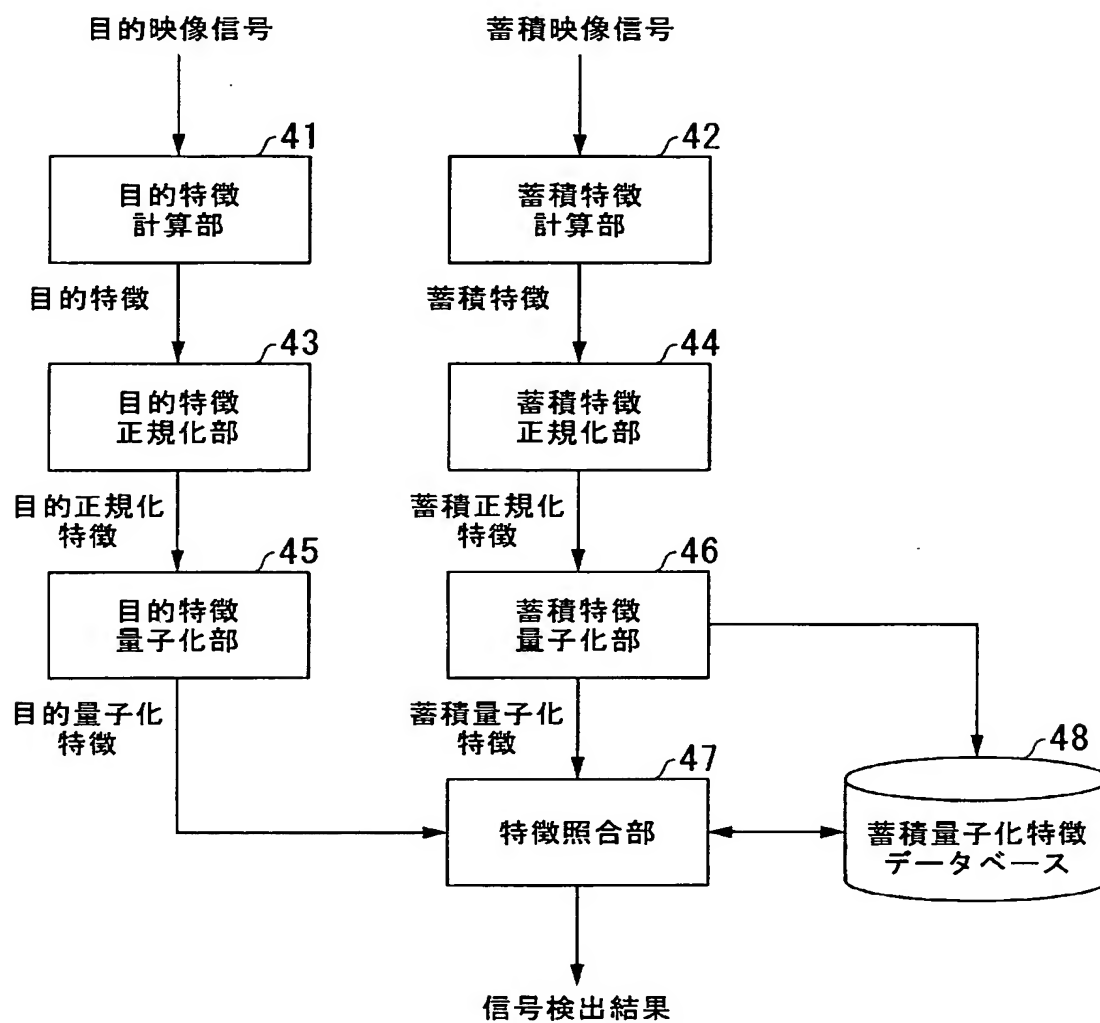 目的映像信号
蓄積映像信号
41
42
目的特徴
計算部
蓄積特徴
計算部
目的特徴
蓄積特徴
43
44
目的特徴
正規化部
蓄積特徴
正規化部
目的正規化
特徴
蓄積正規化
特徴
45
46
目的特徴
量子化部
蓄積特徴
量子化部
目的量子化
特徴
蓄積量子化
特徴
47
48
特徴照合部
蓄積量子化特徴
データベース
信号検出結果